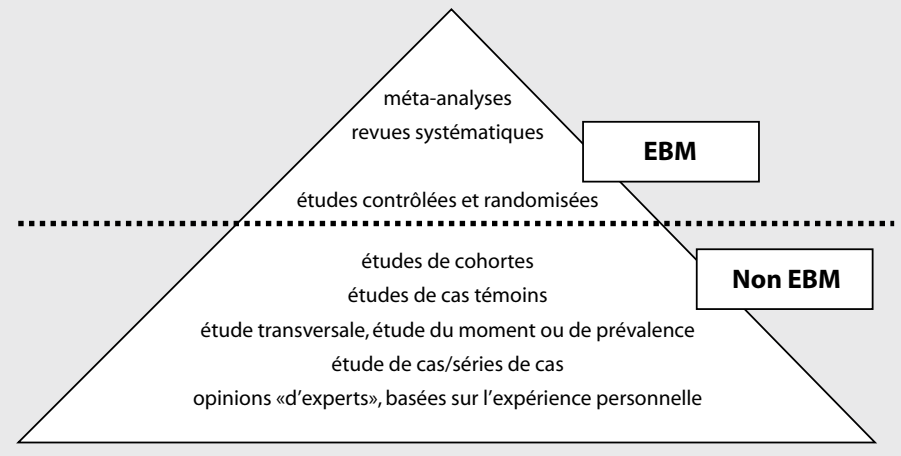 méta-analyses
revues systématiques
EBM
études contrôlées et randomisées
études de cohortes
Non EBM
études de cas témoins
étude transversale, étude du moment ou de prévalence
étude de cas/séries de cas
opinions «d’experts», basées sur l’expérience personnelle